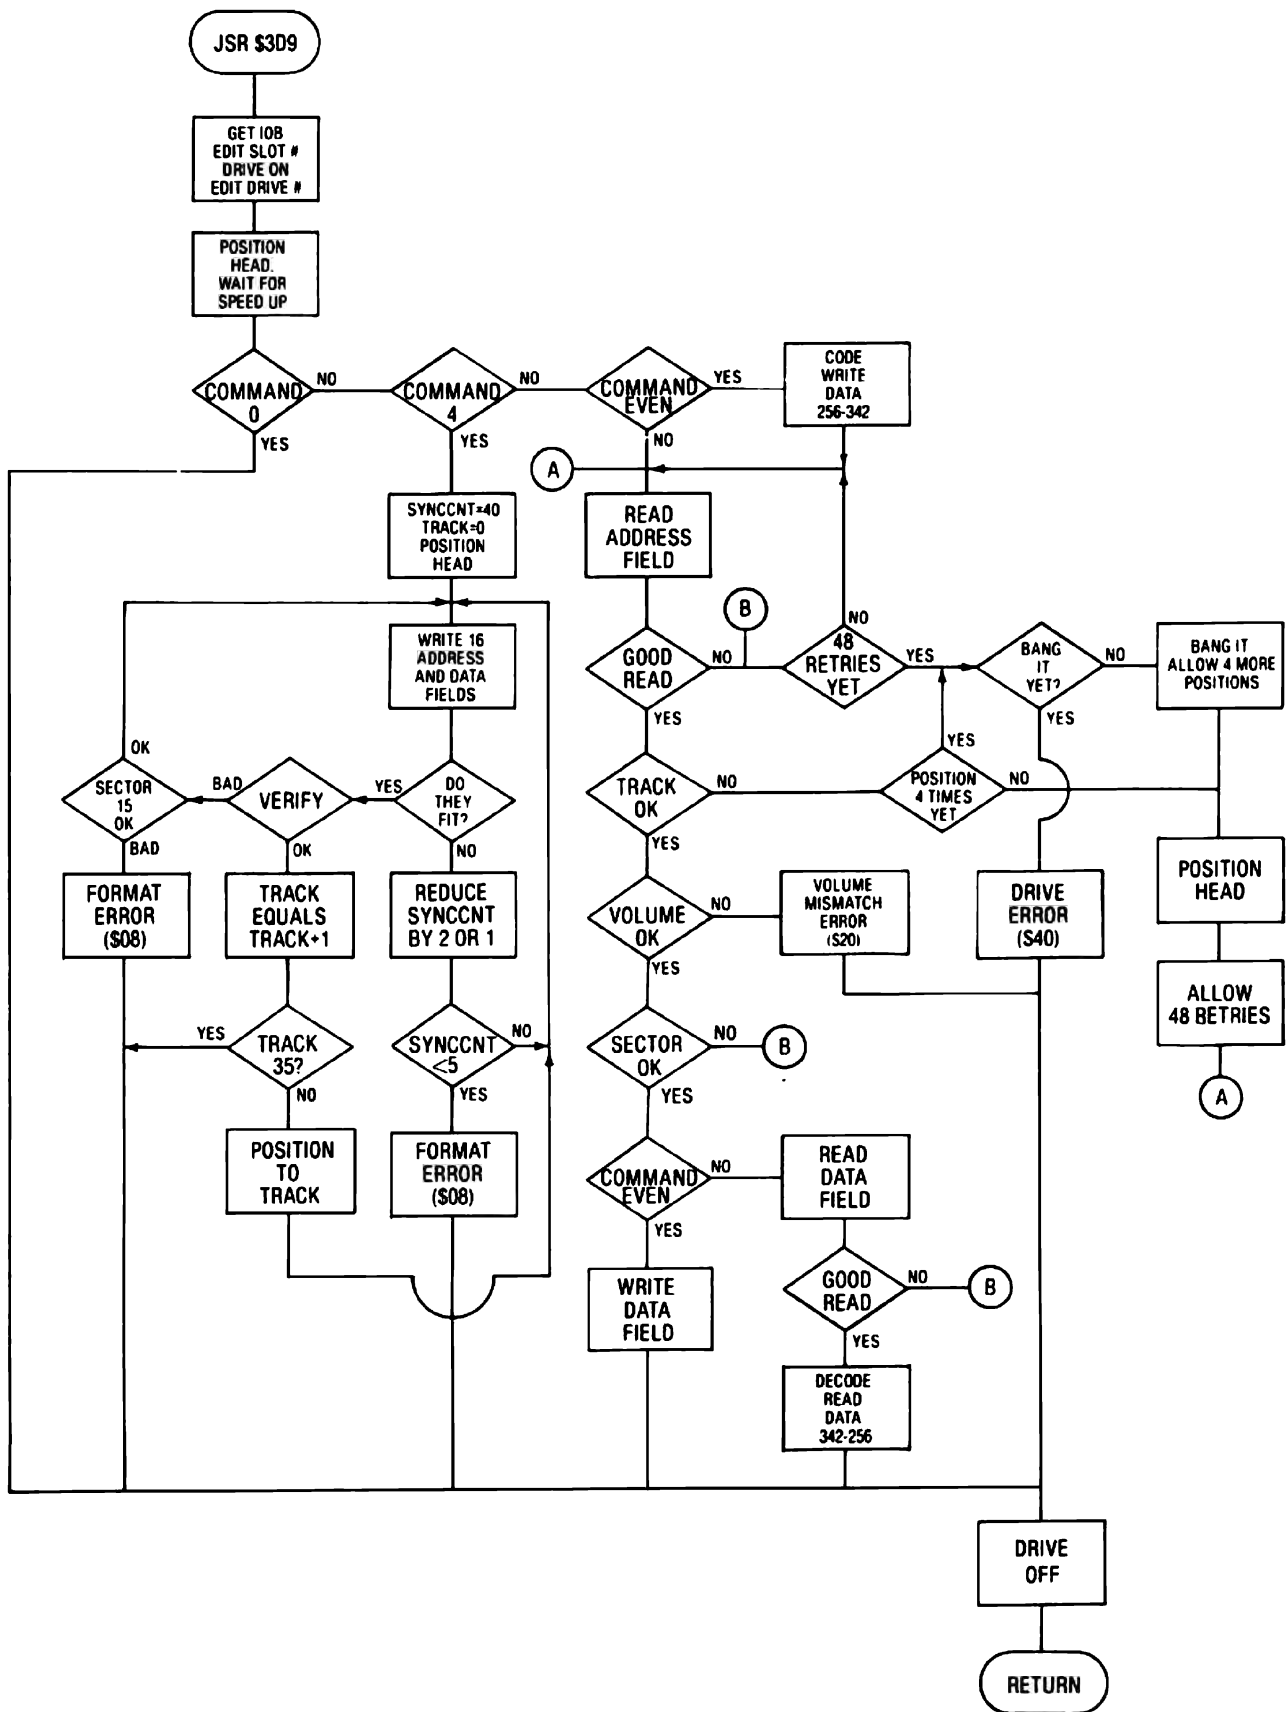 JSR $3D9
GET IOB
EDIT SLOT #
DRIVE ON
EDIT DRIVE #
POSITION
HEAD.
WAIT FOR
SPEED UP
COMMAND
0
NO
YES
COMMAND
4
NO
YES
COMMAND
EVEN
YES
NO
CODE
WRITE
DATA
256-342
A
SYNCCNT=40
TRACK=0
POSITION
HEAD
READ
ADDRESS
FIELD
B
WRITE 16
ADDRESS
AND DATA
FIELDS
GOOD
READ
NO
YES
NO
48
RETRIES
YET
YES
BANG
IT
YET?
NO
YES
BANG IT
ALLOW 4 MORE
POSITIONS
OK
SECTOR
15
OK
BAD
BAD
VERIFY
OK
YES
DO
THEY
FIT?
NO
TRACK
OK
NO
YES
YES
POSITION
4 TIMES
YET
NO
FORMAT
ERROR
($08)
TRACK
EQUALS
TRACK+1
REDUCE
SYNCCNT
BY 2 OR 1
VOLUME
OK
NO
YES
VOLUME
MISMATCH
ERROR
(S20)
DRIVE
ERROR
(S40)
POSITION
HEAD
ALLOW
48 BETRIES
A
YES
TRACK
35?
NO
SYNCCNT
<5
NO
YES
SECTOR
OK
NO
YES
B
POSITION
TO
TRACK
FORMAT
ERROR
($08)
COMMAND
EVEN
NO
YES
READ
DATA
FIELD
WRITE
DATA
FIELD
GOOD
READ
NO
YES
B
DECODE
READ
DATA
342-256
DRIVE
OFF
RETURN